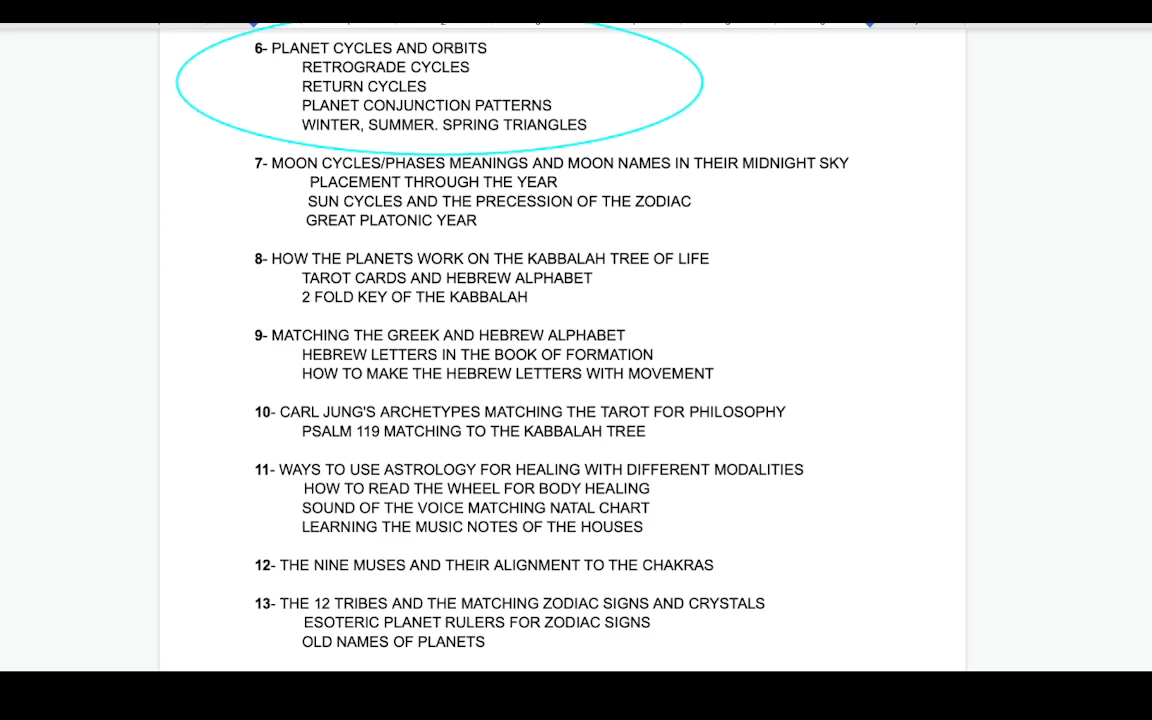 6- PLANET CYCLES AND ORBITS
RETROGRADE CYCLES
RETURN CYCLES
PLANET CONJUNCTION PATTERNS
WINTER, SUMMER. SPRING TRIANGLES
7- MOON CYCLES/PHASES MEANINGS AND MOON NAMES IN THEIR MIDNIGHT SKY
PLACEMENT THROUGH THE YEAR
SUN CYCLES AND THE PRECESSION OF THE ZODIAC
GREAT PLATONIC YEAR
8- HOW THE PLANETS WORK ON THE KABBALAH TREE OF LIFE
TAROT CARDS AND HEBREW ALPHABET
2 FOLD KEY OF THE KABBALAH
9- MATCHING THE GREEK AND HEBREW ALPHABET
HEBREW LETTERS IN THE BOOK OF FORMATION
HOW TO MAKE THE HEBREW LETTERS WITH MOVEMENT
10- CARL JUNG'S ARCHETYPES MATCHING THE TAROT FOR PHILOSOPHY
PSALM 119 MATCHING TO THE KABBALAH TREE
11- WAYS TO USE ASTROLOGY FOR HEALING WITH DIFFERENT MODALITIES
HOW TO READ THE WHEEL FOR BODY HEALING
SOUND OF THE VOICE MATCHING NATAL CHART
LEARNING THE MUSIC NOTES OF THE HOUSES
12- THE NINE MUSES AND THEIR ALIGNMENT TO THE CHAKRAS
13- THE 12 TRIBES AND THE MATCHING ZODIAC SIGNS AND CRYSTALS
ESOTERIC PLANET RULERS FOR ZODIAC SIGNS
OLD NAMES OF PLANETS